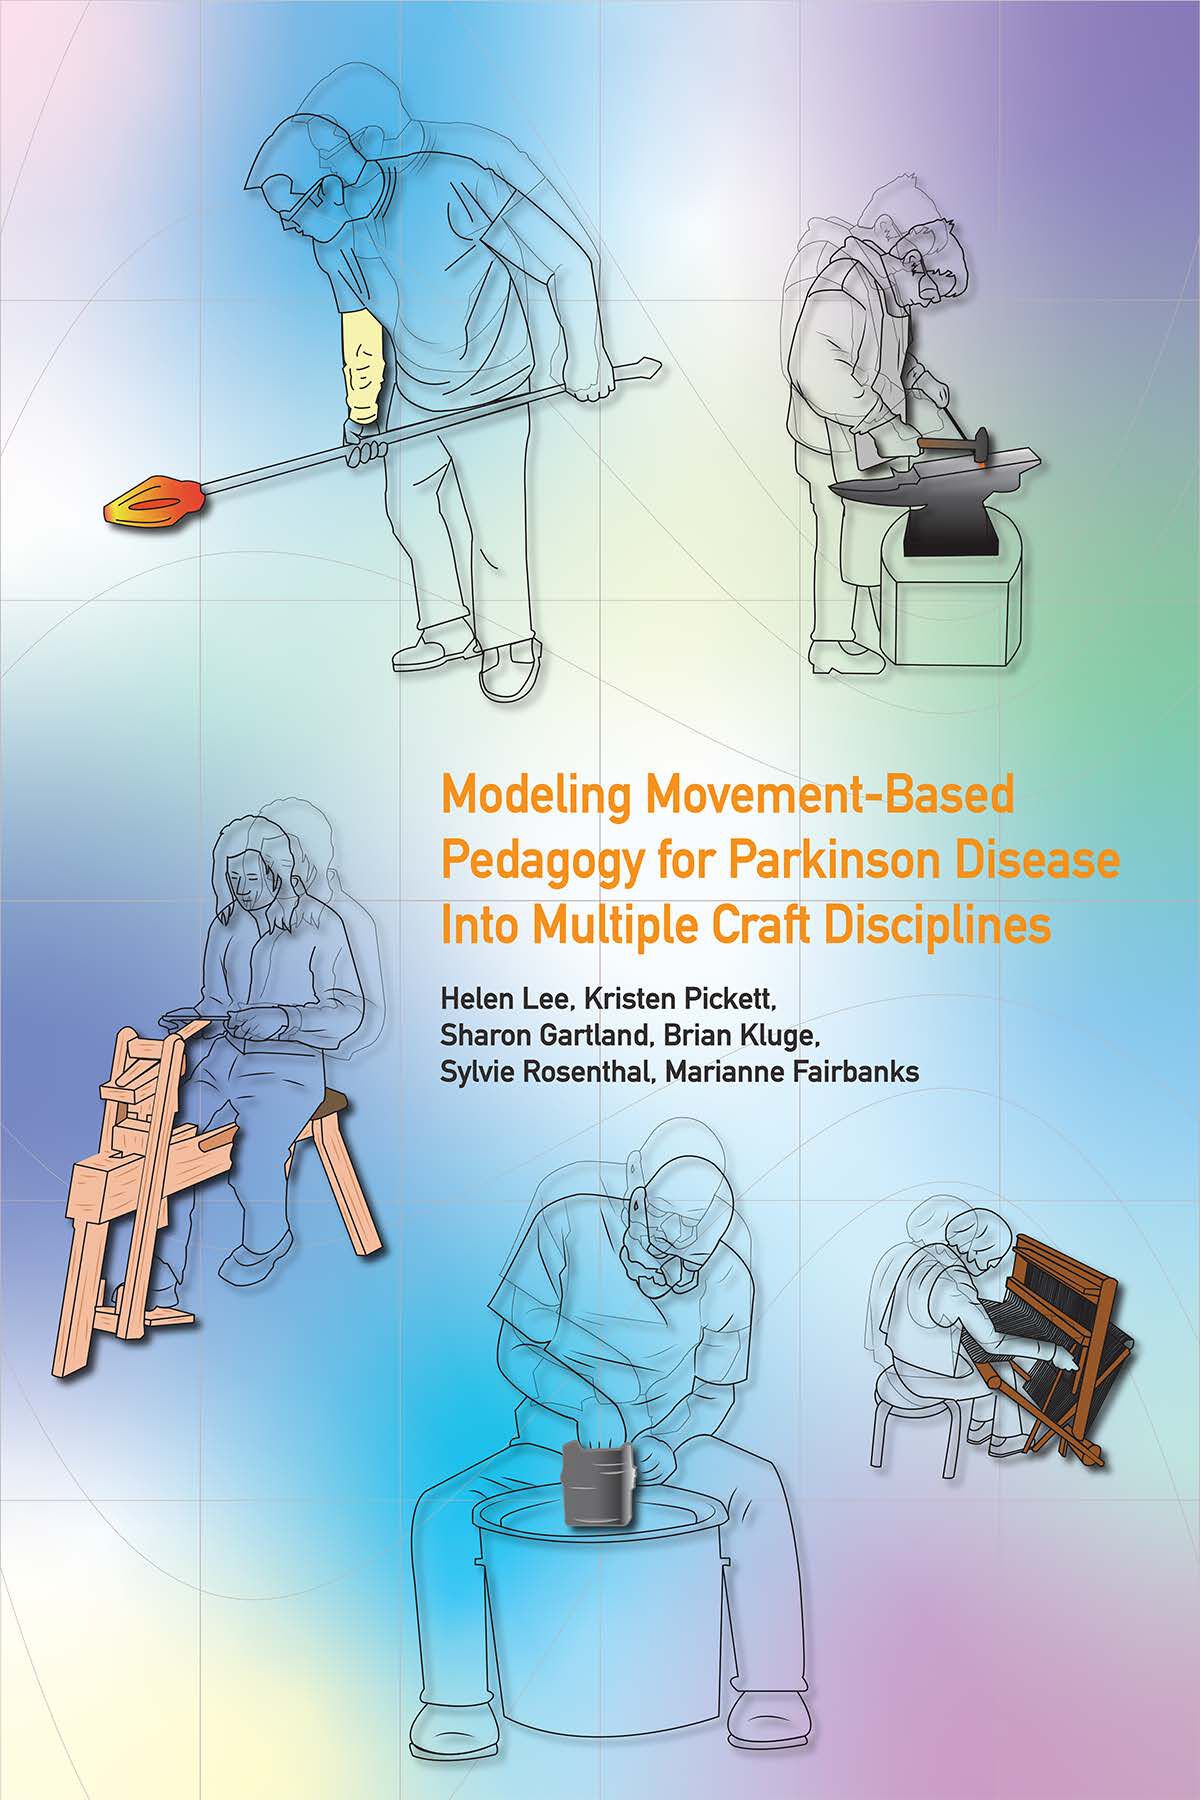 Modeling Movement-Based
Pedagogy for Parkinson Disease
Into Multiple Craft Disciplines
Helen Lee, Kristen Pickett,
Sharon Gartland, Brian Kluge,
Sylvie Rosenthal, Marianne Fairbanks